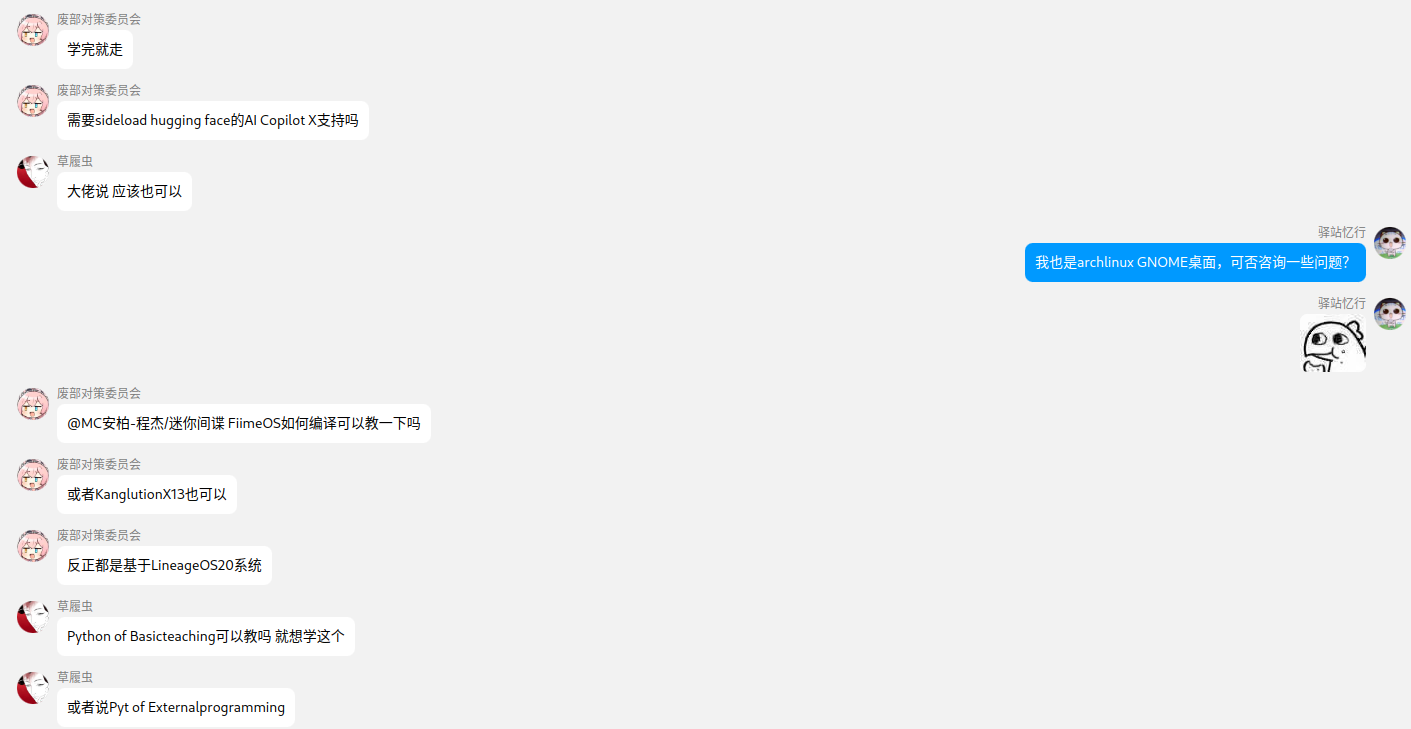 废部对策委员会
学完就走
废部对策委员会
需要sideload hugging face的AI Copilot X支持吗
草履虫
大佬说 应该也可以
驿站忆行
我也是archlinux GNOME桌面，可否咨询一些问题？
驿站忆行
废部对策委员会
@MC安柏-程杰/迷你间谍 FiimeOS如何编译可以教一下吗
废部对策委员会
或者KanglutionX13也可以
废部对策委员会
反正都是基于LineageOS20系统
草履虫
Python of Basicteaching可以教吗 就想学这个
草履虫
或者说Pyt of Externalprogramming